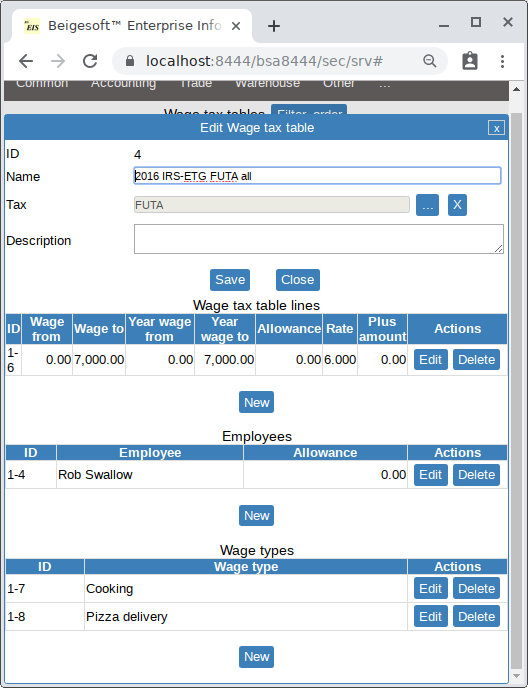 EIS Beigesoft™ Enterprise Info
localhost:8444/bsa8444/sec/srv#
Common Accounting Trade Warehouse Other ...
Wage tax tables Filter, order
Edit Wage tax table x
ID 4
Name 2016 IRS-ETG FUTA all
Tax FUTA ... X
Description
Save Close
Wage tax table lines
ID Wage from Wage to Year wage from Year wage to Allowance Rate Plus amount Actions
1-6 0.00 7,000.00 0.00 7,000.00 0.00 6.000 0.00 Edit Delete
New
Employees
ID Employee Allowance Actions
1-4 Rob Swallow 0.00 Edit Delete
New
Wage types
ID Wage type Actions
1-7 Cooking Edit Delete
1-8 Pizza delivery Edit Delete
New